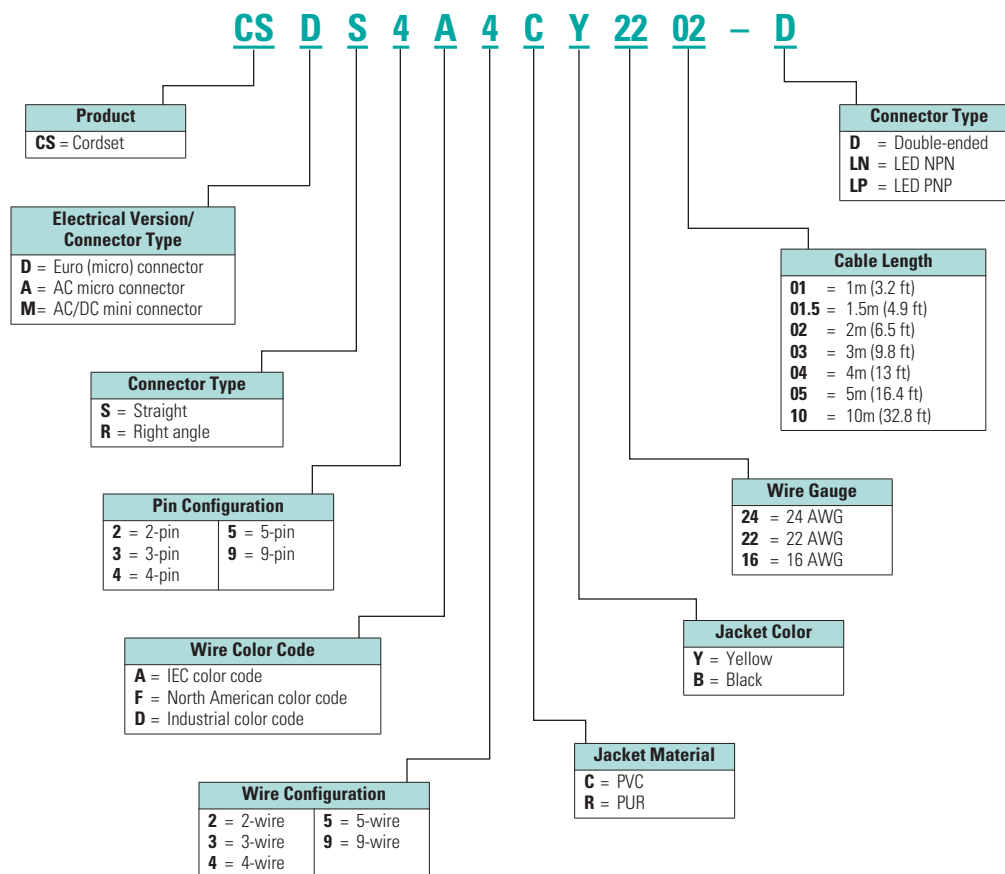 CS D S 4 A 4 C Y 22 02 – D
Product
CS = Cordset
Connector Type
D = Double-ended
LN = LED NPN
LP = LED PNP
Electrical Version/
Connector Type
D = Euro (micro) connector
A = AC micro connector
M= AC/DC mini connector
Cable Length
01 = 1m (3.2 ft)
01.5 = 1.5m (4.9 ft)
02 = 2m (6.5 ft)
03 = 3m (9.8 ft)
04 = 4m (13 ft)
05 = 5m (16.4 ft)
10 = 10m (32.8 ft)
Connector Type
S = Straight
R = Right angle
Pin Configuration
2 = 2-pin
3 = 3-pin
4 = 4-pin
5 = 5-pin
9 = 9-pin
Wire Gauge
24 = 24 AWG
22 = 22 AWG
16 = 16 AWG
Wire Color Code
A = IEC color code
F = North American color code
D = Industrial color code
Jacket Color
Y = Yellow
B = Black
Jacket Material
C = PVC
R = PUR
Wire Configuration
2 = 2-wire
3 = 3-wire
4 = 4-wire
5 = 5-wire
9 = 9-wire